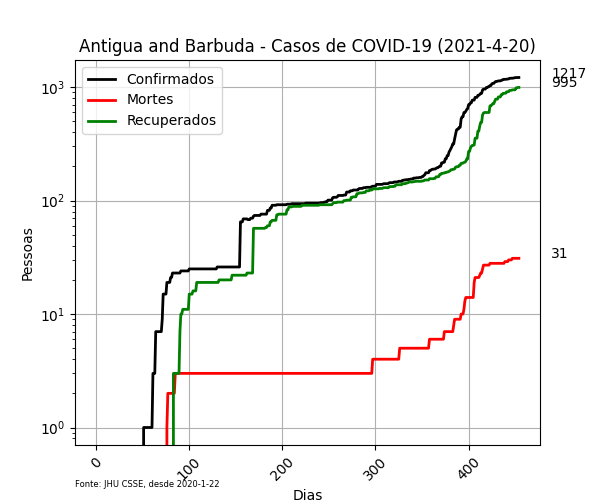 Antigua and Barbuda - Casos de COVID-19 (2021-4-20)
Confirmados
Mortes
Recuperados
1217
995
31
10³
10²
10¹
10⁰
Pessoas
0
100
200
300
400
Fonte: JHU CSSE, desde 2020-1-22
Dias